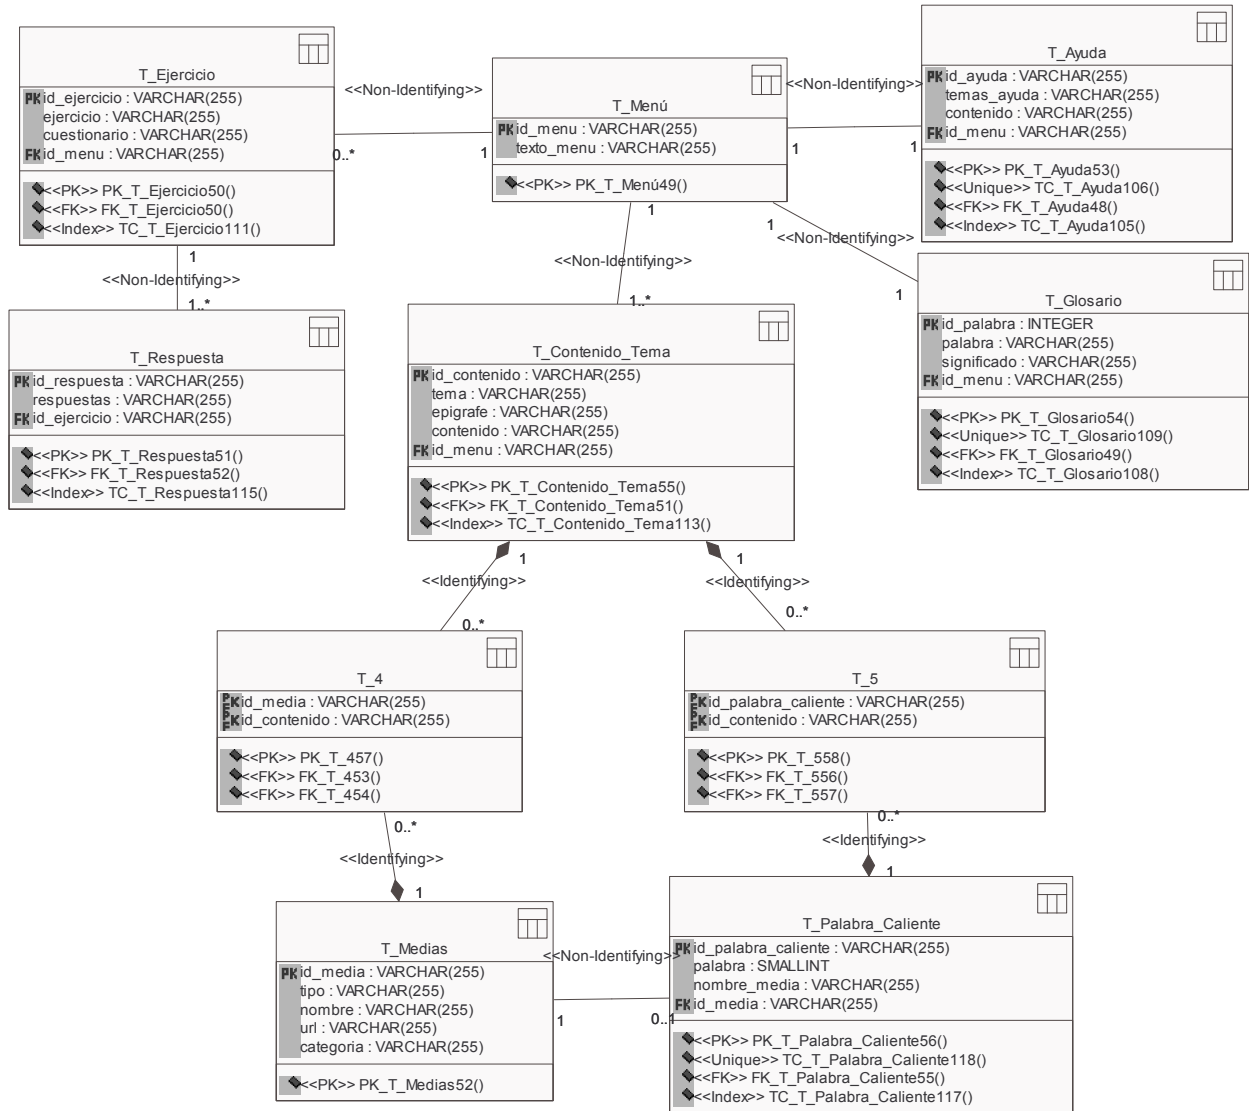 T_Ejercicio
PK id_ejercicio : VARCHAR(255)
ejercicio : VARCHAR(255)
cuestionario : VARCHAR(255)
FK id_menu : VARCHAR(255)
<<PK>> PK_T_Ejercicio50()
<<FK>> FK_T_Ejercicio50()
<<Index>> TC_T_Ejercicio111()
<<Non-Identifying>>
0..*
1
T_Menú
PK id_menu : VARCHAR(255)
texto_menu : VARCHAR(255)
<<PK>> PK_T_Menú49()
<<Non-Identifying>>
1
1
T_Ayuda
PK id_ayuda : VARCHAR(255)
temas_ayuda : VARCHAR(255)
contenido : VARCHAR(255)
FK id_menu : VARCHAR(255)
<<PK>> PK_T_Ayuda53()
<<Unique>> TC_T_Ayuda106()
<<FK>> FK_T_Ayuda48()
<<Index>> TC_T_Ayuda105()
1
<<Non-Identifying>>
1..*
1
<<Non-Identifying>>
1..*
1
<<Non-Identifying>>
1
T_Glosario
PK id_palabra : INTEGER
palabra : VARCHAR(255)
significado : VARCHAR(255)
FK id_menu : VARCHAR(255)
<<PK>> PK_T_Glosario54()
<<Unique>> TC_T_Glosario109()
<<FK>> FK_T_Glosario49()
<<Index>> TC_T_Glosario108()
T_Respuesta
PK id_respuesta : VARCHAR(255)
respuestas : VARCHAR(255)
FK id_ejercicio : VARCHAR(255)
<<PK>> PK_T_Respuesta51()
<<FK>> FK_T_Respuesta52()
<<Index>> TC_T_Respuesta115()
T_Contenido_Tema
PK id_contenido : VARCHAR(255)
tema : VARCHAR(255)
epigrafe : VARCHAR(255)
contenido : VARCHAR(255)
FK id_menu : VARCHAR(255)
<<PK>> PK_T_Contenido_Tema55()
<<FK>> FK_T_Contenido_Tema51()
<<Index>> TC_T_Contenido_Tema113()
1
<<Identifying>>
0..*
1
<<Identifying>>
0..*
T_4
PFK id_media : VARCHAR(255)
PFK id_contenido : VARCHAR(255)
<<PK>> PK_T_457()
<<FK>> FK_T_453()
<<FK>> FK_T_454()
0..*
<<Identifying>>
1
T_5
PFK id_palabra_caliente : VARCHAR(255)
PFK id_contenido : VARCHAR(255)
<<PK>> PK_T_558()
<<FK>> FK_T_556()
<<FK>> FK_T_557()
0..*
<<Identifying>>
1
T_Medias
PK id_media : VARCHAR(255)
tipo : VARCHAR(255)
nombre : VARCHAR(255)
url : VARCHAR(255)
categoria : VARCHAR(255)
<<PK>> PK_T_Medias52()
<<Non-Identifying>>
1
0..1
T_Palabra_Caliente
PK id_palabra_caliente : VARCHAR(255)
palabra : SMALLINT
nombre_media : VARCHAR(255)
FK id_media : VARCHAR(255)
<<PK>> PK_T_Palabra_Caliente56()
<<Unique>> TC_T_Palabra_Caliente118()
<<FK>> FK_T_Palabra_Caliente55()
<<Index>> TC_T_Palabra_Caliente117()